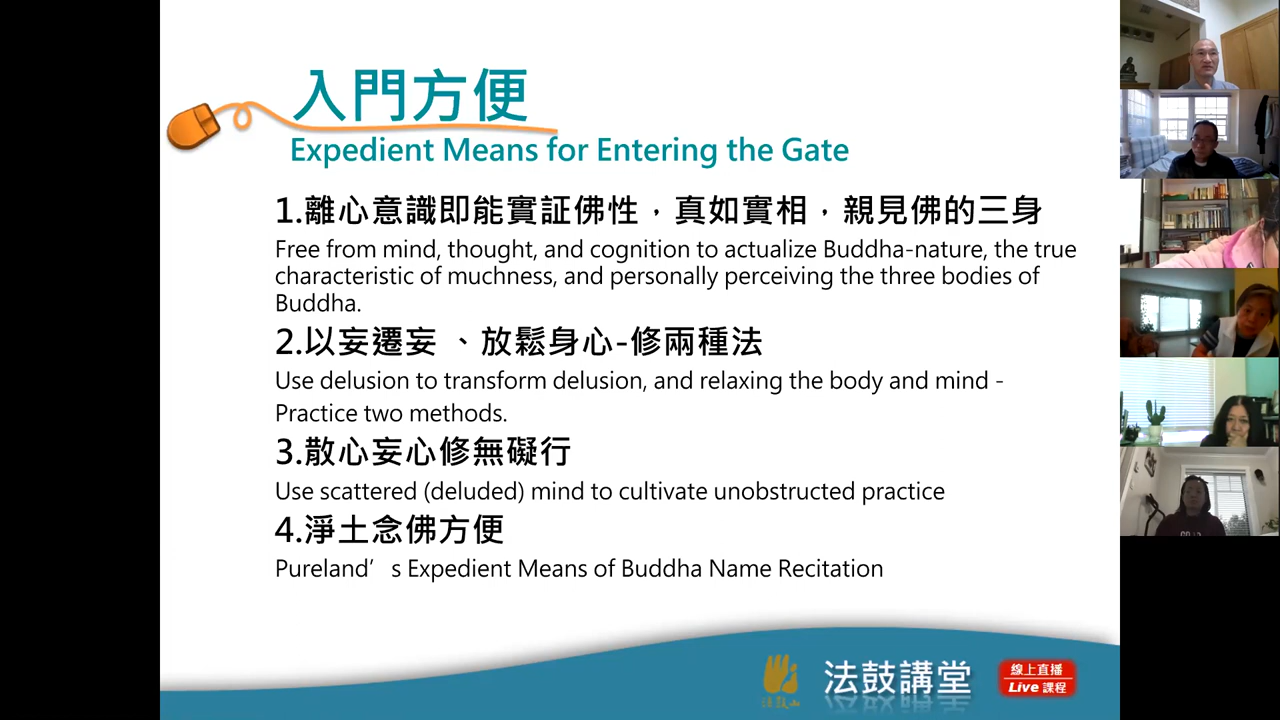 入門方便
Expedient Means for Entering the Gate
1.離心意識即能實証佛性，真如實相，親見佛的三身
Free from mind, thought, and cognition to actualize Buddha-nature, the true
characteristic of muchness, and personally perceiving the three bodies of
Buddha.
2.以妄遷妄 、放鬆身心-修兩種法
Use delusion to transform delusion, and relaxing the body and mind -
Practice two methods.
3.散心妄心修無礙行
Use scattered (deluded) mind to cultivate unobstructed practice
4.淨土念佛方便
Pureland’s Expedient Means of Buddha Name Recitation
法鼓山
法鼓講堂
線上直播
Live 課程